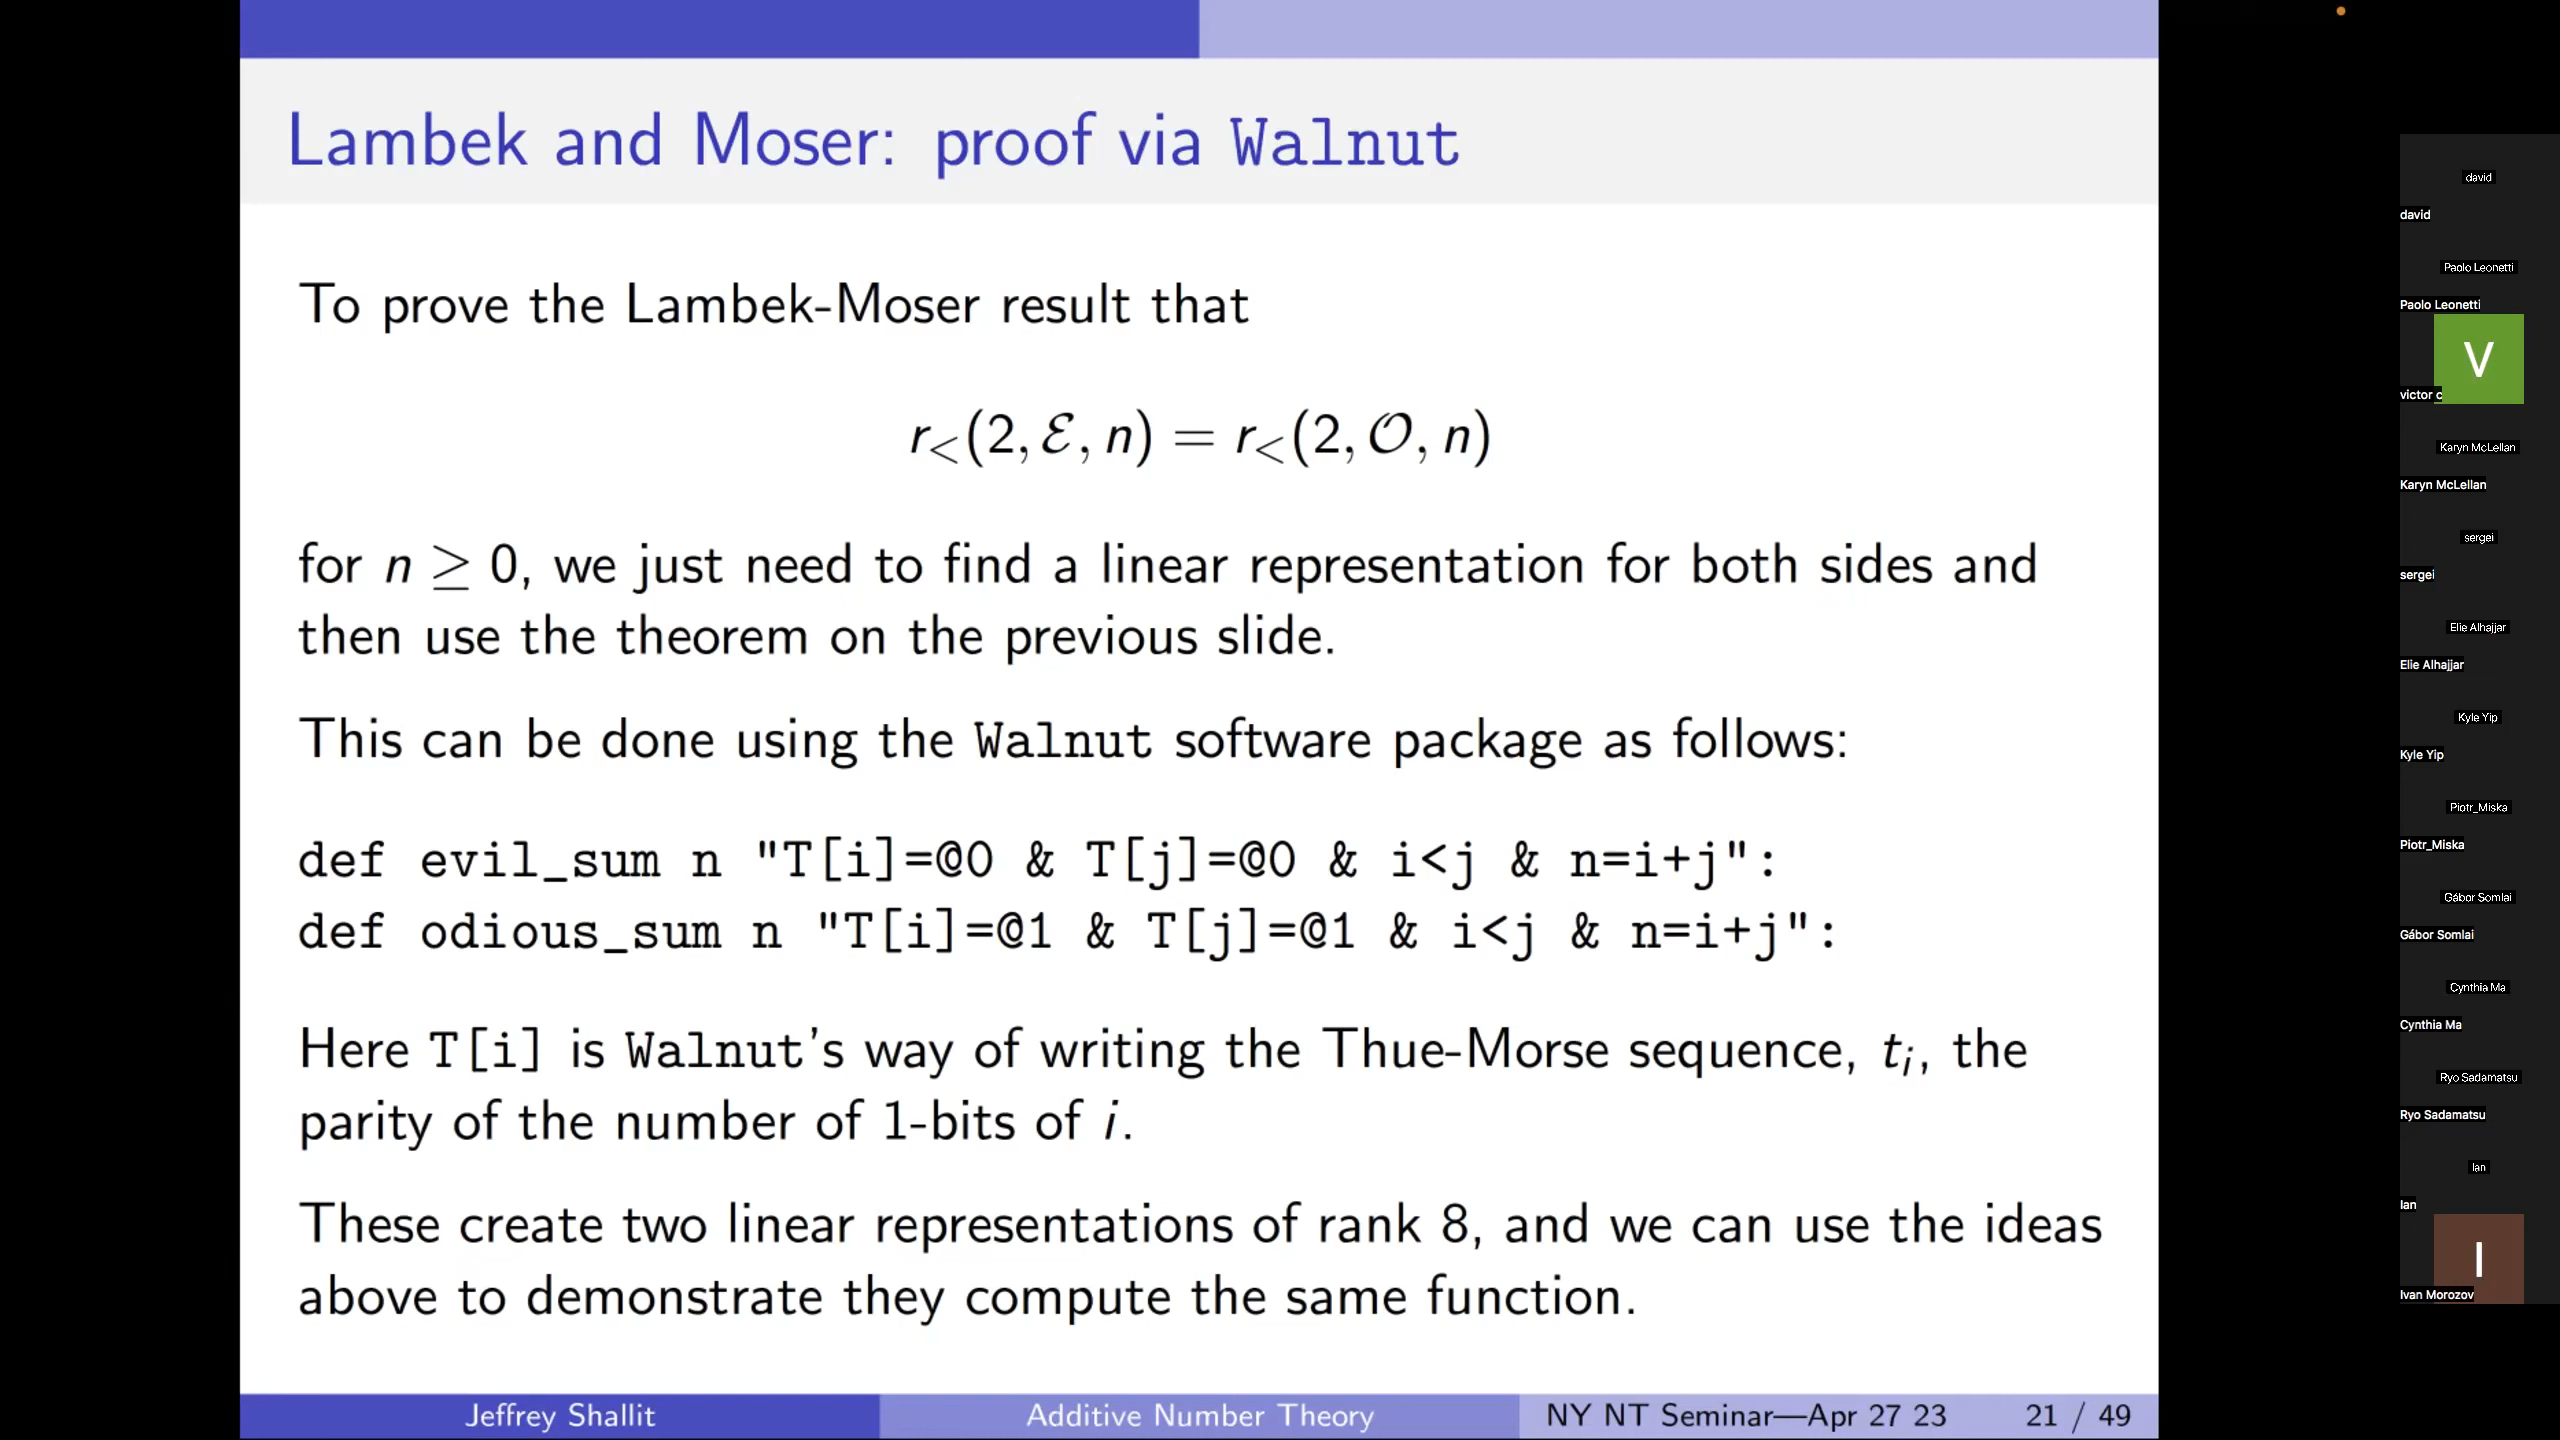 Lambek and Moser: proof via Walnut
To prove the Lambek-Moser result that
r<(2, ℰ, n) = r<(2, 𝒪, n)
for n ≥ 0, we just need to find a linear representation for both sides and
then use the theorem on the previous slide.
This can be done using the Walnut software package as follows:
def evil_sum n "T[i]=@0 & T[j]=@0 & i<j & n=i+j":
def odious_sum n "T[i]=@1 & T[j]=@1 & i<j & n=i+j":
Here T[i] is Walnut's way of writing the Thue-Morse sequence, tᵢ, the
parity of the number of 1-bits of i.
These create two linear representations of rank 8, and we can use the ideas
above to demonstrate they compute the same function.
Jeffrey Shallit
Additive Number Theory
NY NT Seminar—Apr 27 23
21 / 49
david
david
Paolo Leonetti
Paolo Leonetti
V
victor c
Karyn McLellan
Karyn McLellan
sergei
sergei
Elie Alhajjar
Elie Alhajjar
Kyle Yip
Kyle Yip
Piotr_Miska
Piotr_Miska
Gábor Somlai
Gábor Somlai
Cynthia Ma
Cynthia Ma
Ryo Sadamatsu
Ryo Sadamatsu
Ian
Ian
I
Ivan Morozov